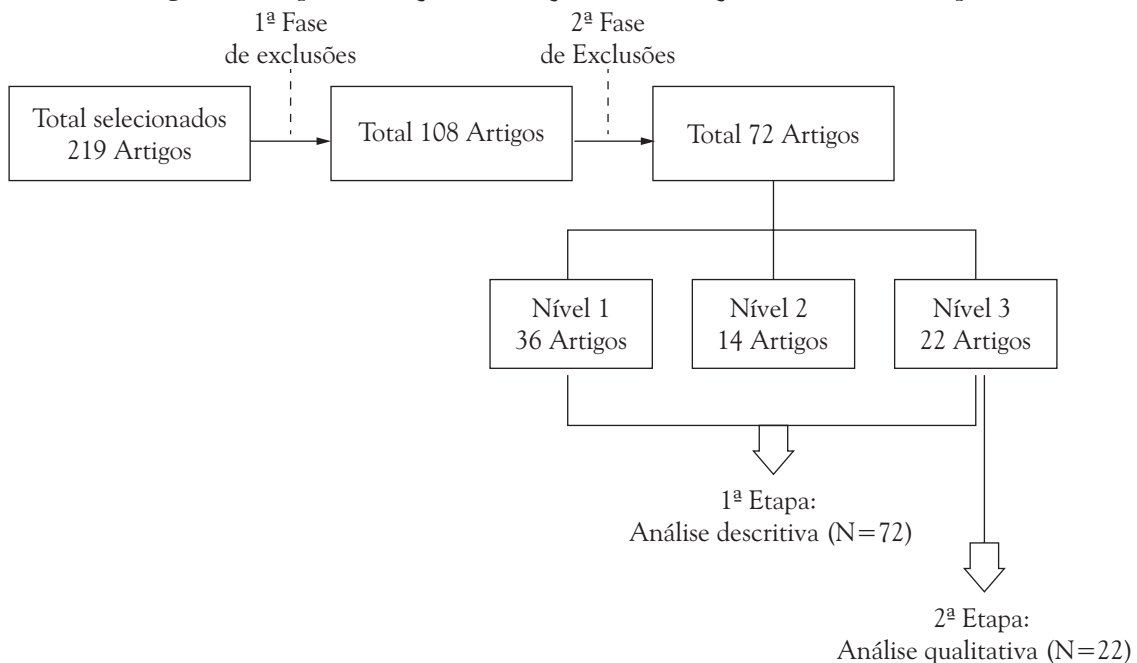 1ª Fase
de exclusões
2ª Fase
de Exclusões
Total selecionados
219 Artigos
Total 108 Artigos
Total 72 Artigos
Nível 1
36 Artigos
Nível 2
14 Artigos
Nível 3
22 Artigos
1ª Etapa:
Análise descritiva (N=72)
2ª Etapa:
Análise qualitativa (N=22)